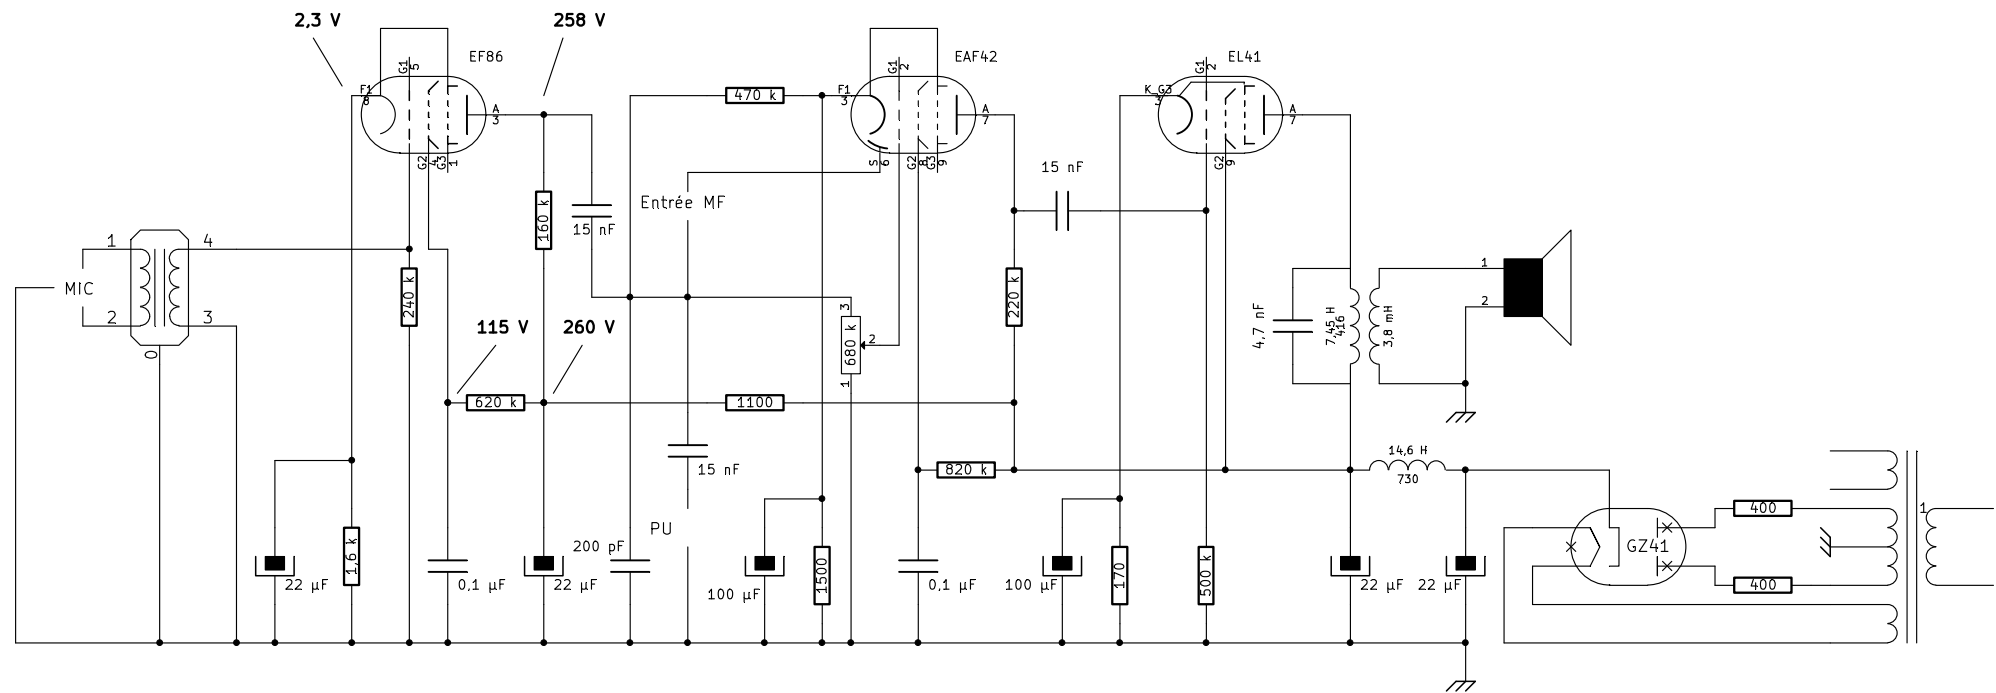 2,3 V
258 V
EF86
EAF42
EL41
G1
5
G1
2
G1
2
F1
8
470 k
F1
3
K_G3
3
A
3
A
7
A
7
G2
4
G3
1
S
6
G2
8
G3
9
G2
9
15 nF
Entrée MF
160 k
15 nF
1
4
MIC
240 k
2
3
0
220 k
1
2
4,7 nF
7,45 H
416
3,8 mH
115 V
260 V
3
680 k
2
1
620 k
1100
14,6 H
730
15 nF
820 k
PU
400
1
200 pF
GZ41
1,6 k
22 µF
0,1 µF
22 µF
100 µF
1500
0,1 µF
100 µF
170
500 k
22 µF
22 µF
400